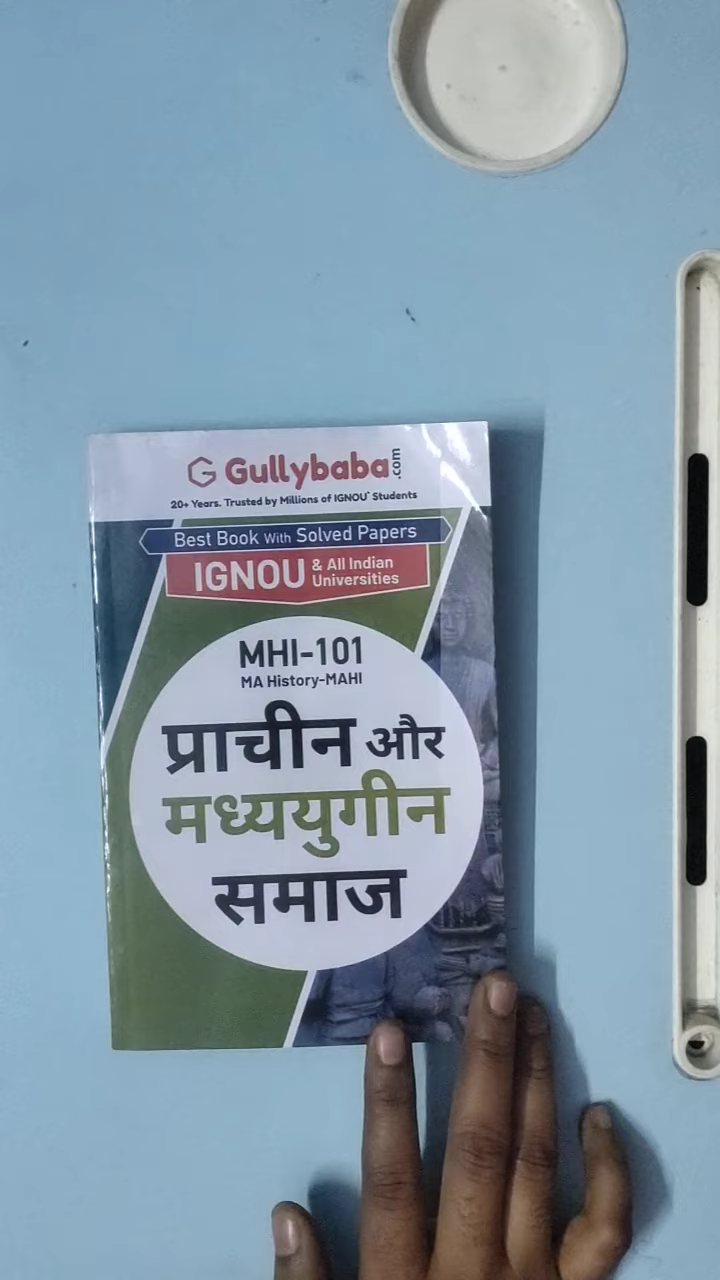 Gullybaba.com
20+ Years. Trusted by Millions of IGNOU* Students
Best Book With Solved Papers
IGNOU & All Indian Universities
MHI-101
MA History-MAHI
प्राचीन और
मध्ययुगीन
समाज